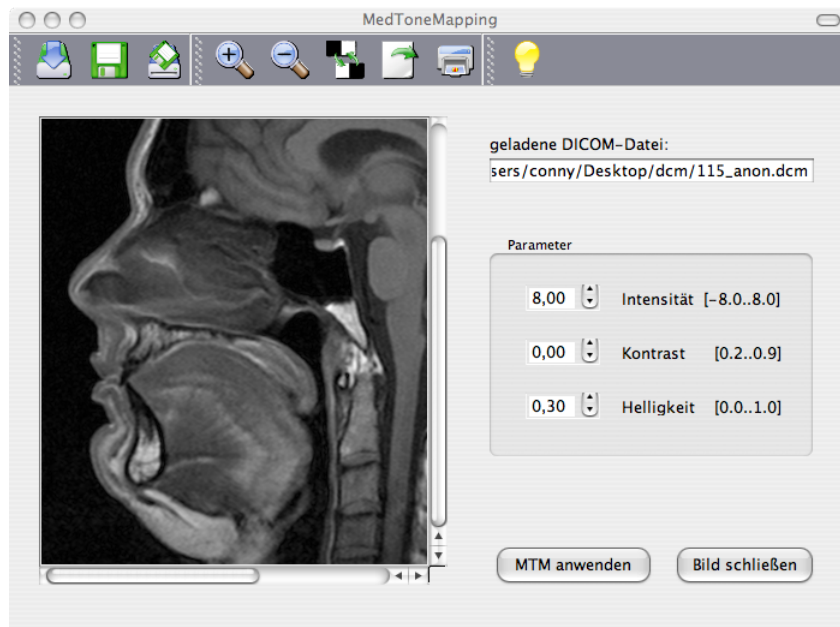 MedToneMapping
geladene DICOM-Datei:
sers/conny/Desktop/dcm/115_anon.dcm
Parameter
8,00 Intensität [-8.0..8.0]
0,00 Kontrast [0.2..0.9]
0,30 Helligkeit [0.0..1.0]
MTM anwenden Bild schließen